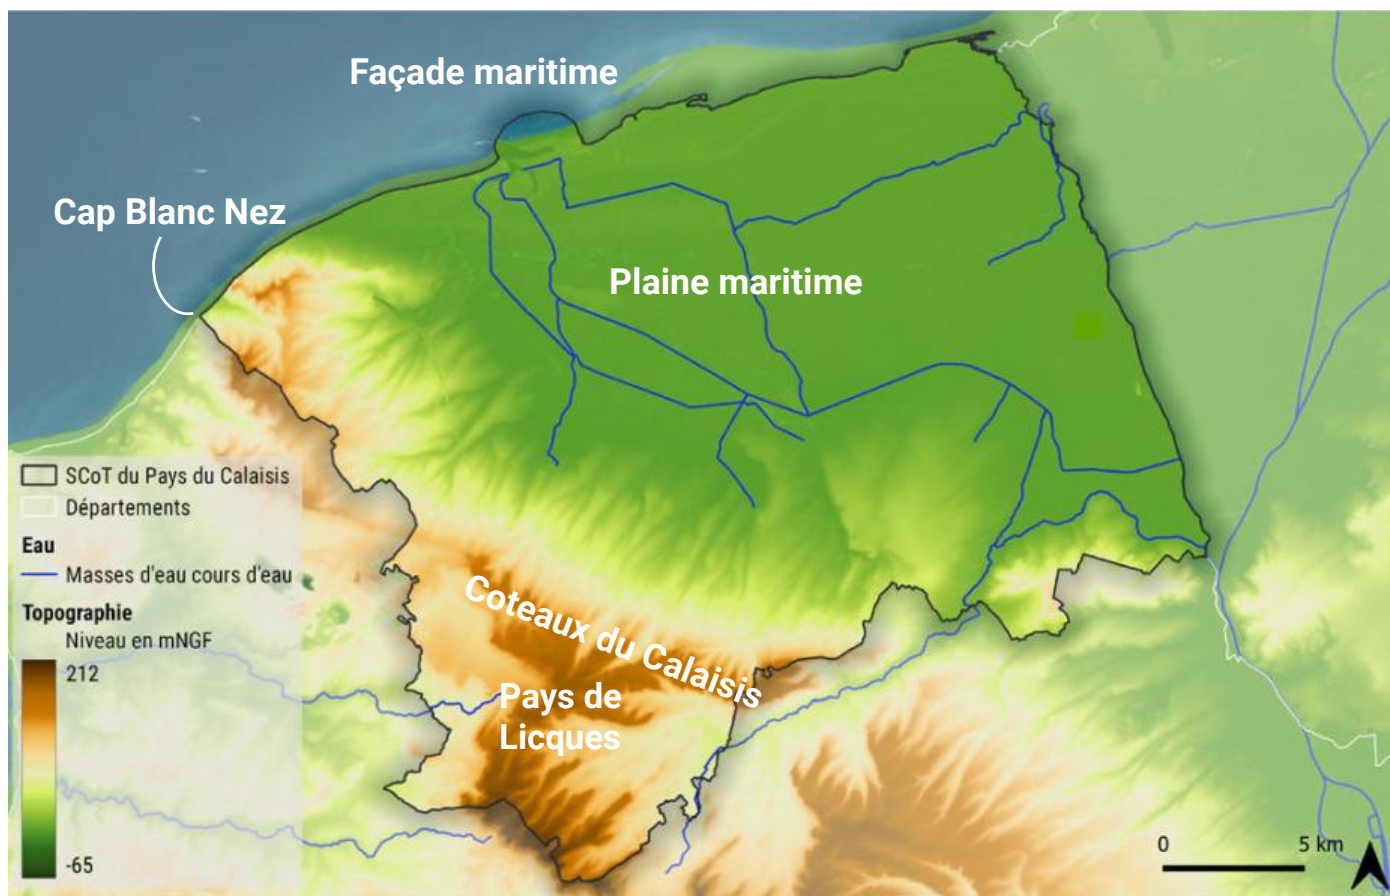 Façade maritime
Cap Blanc Nez
Plaine maritime
SCoT du Pays du Calaisis
Départements
Eau
Masses d'eau cours d'eau
Topographie
Niveau en mNGF
212
-65
Coteaux du Calaisis
Pays de
Licques
0 5 km